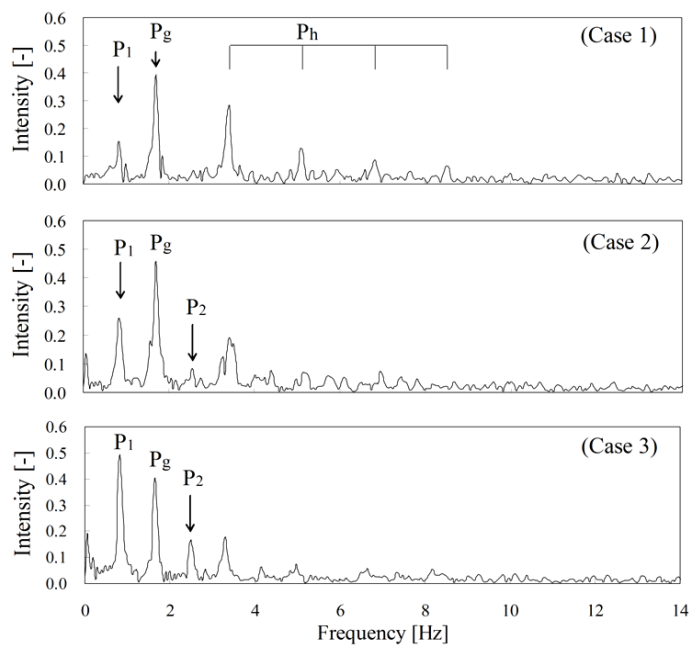 Intensity [-]
0.6
0.5
0.4
0.3
0.2
0.1
0.0
P1
Pg
Ph
(Case 1)
Intensity [-]
0.6
0.5
0.4
0.3
0.2
0.1
0.0
P1
Pg
P2
(Case 2)
Intensity [-]
0.6
0.5
0.4
0.3
0.2
0.1
0.0
P1
Pg
P2
(Case 3)
0 2 4 6 8 10 12 14
Frequency [Hz]